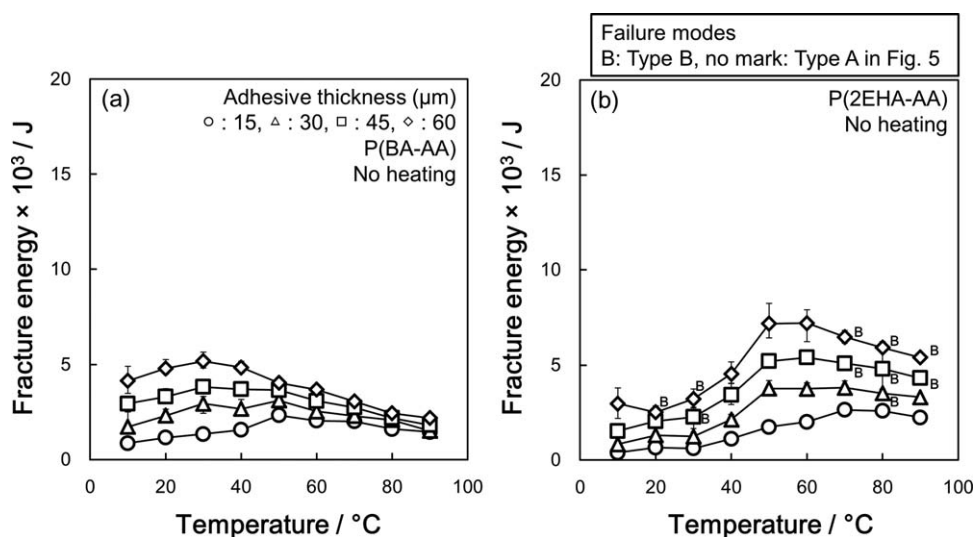 Failure modes
B: Type B, no mark: Type A in Fig. 5
20
15
10
5
0
Fracture energy × 10³ / J
(a)
Adhesive thickness (μm)
○ : 15, △ : 30, □ : 45, ◇ : 60
P(BA-AA)
No heating
0 20 40 60 80 100
Temperature / °C
20
15
10
5
0
Fracture energy × 10³ / J
(b)
P(2EHA-AA)
No heating
B
B
B
B
B
B
B
B
B
B
0 20 40 60 80 100
Temperature / °C